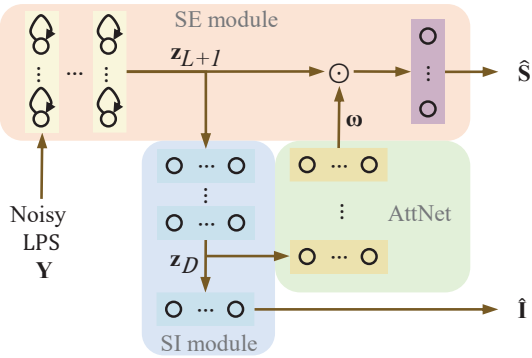 SE module
z_{L+1}
Ŝ
ω
Noisy
LPS
Y
AttNet
z_D
Î
SI module